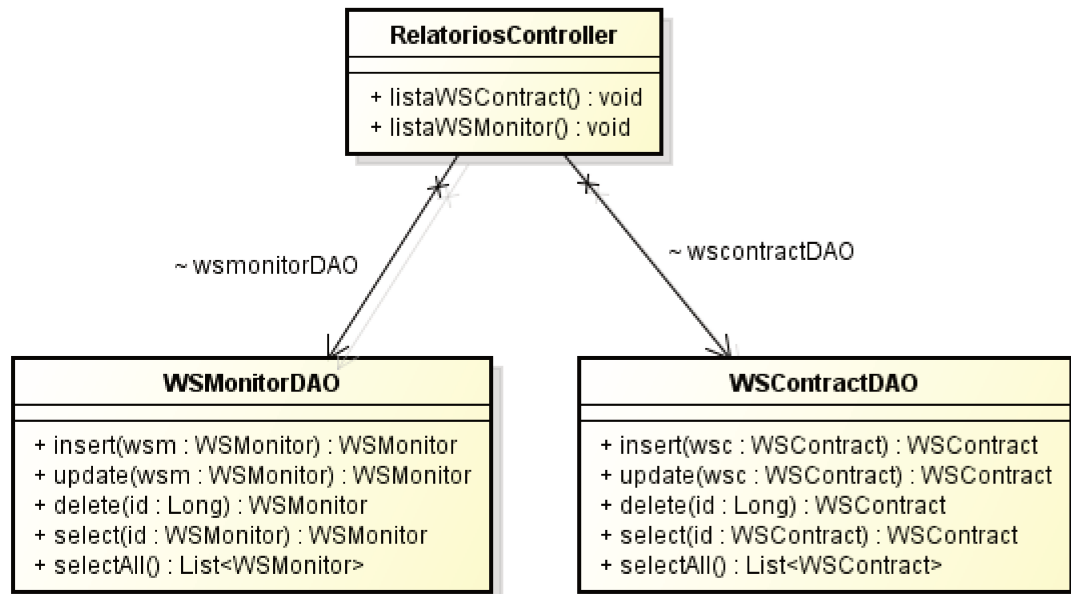 RelatoriosController
+ listaWSContract() : void
+ listaWSMonitor() : void
~ wsmonitorDAO
~ wscontractDAO
WSMonitorDAO
+ insert(wsm : WSMonitor) : WSMonitor
+ update(wsm : WSMonitor) : WSMonitor
+ delete(id : Long) : WSMonitor
+ select(id : WSMonitor) : WSMonitor
+ selectAll() : List<WSMonitor>
WSContractDAO
+ insert(wsc : WSContract) : WSContract
+ update(wsc : WSContract) : WSContract
+ delete(id : Long) : WSContract
+ select(id : WSContract) : WSContract
+ selectAll() : List<WSContract>